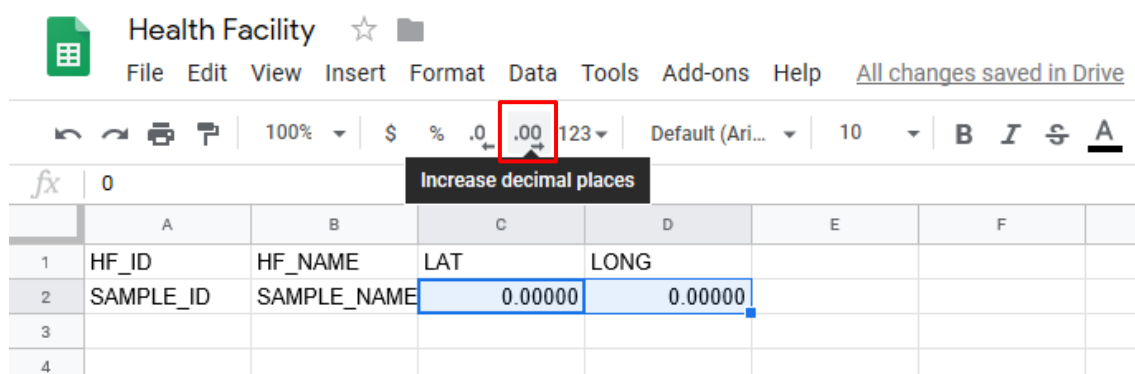 Health Facility
File Edit View Insert Format Data Tools Add-ons Help All changes saved in Drive
100% $ % .0 .00 123 Default (Ari... 10 B I S A
fx 0 Increase decimal places
A B C D E F
1 HF_ID HF_NAME LAT LONG
2 SAMPLE_ID SAMPLE_NAME 0.00000 0.00000
3
4